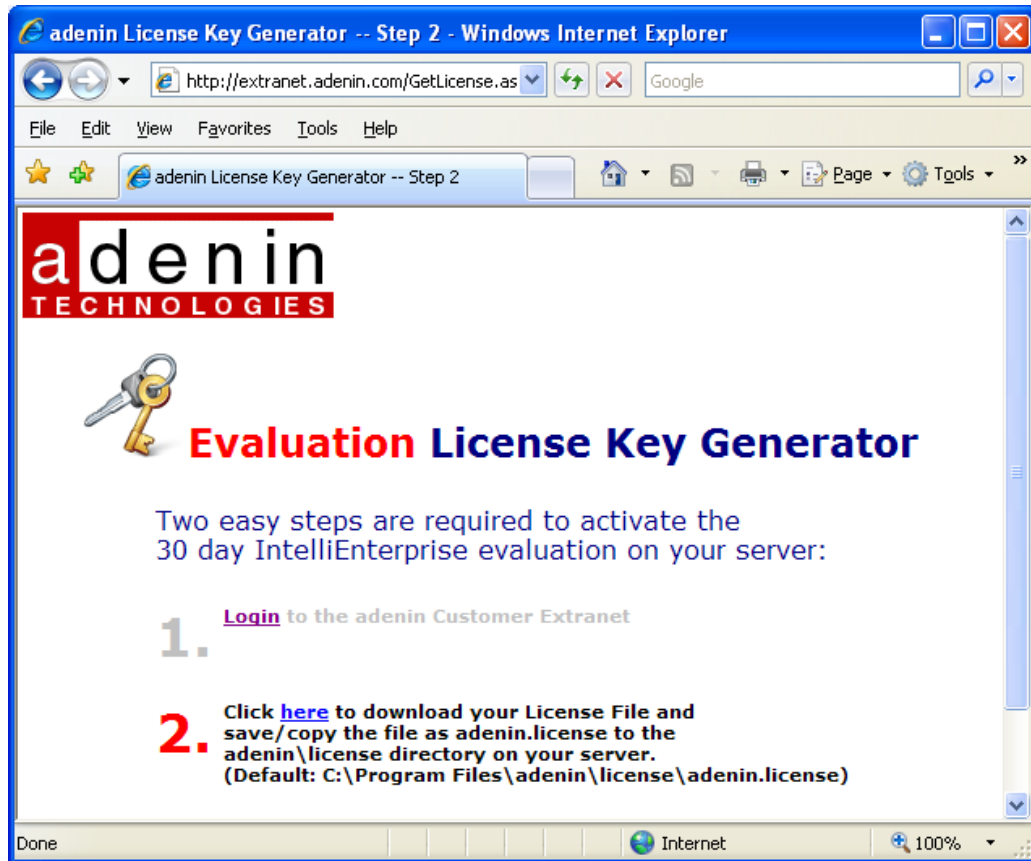 adenin License Key Generator -- Step 2 - Windows Internet Explorer
http://extranet.adenin.com/GetLicense.as
Google
File Edit View Favorites Tools Help
adenin License Key Generator -- Step 2
Page Tools »
adenin
TECHNOLOGIES
Evaluation License Key Generator
Two easy steps are required to activate the
30 day IntelliEnterprise evaluation on your server:
1. Login to the adenin Customer Extranet
2. Click here to download your License File and
save/copy the file as adenin.license to the
adenin\license directory on your server.
(Default: C:\Program Files\adenin\license\adenin.license)
Done Internet 100%